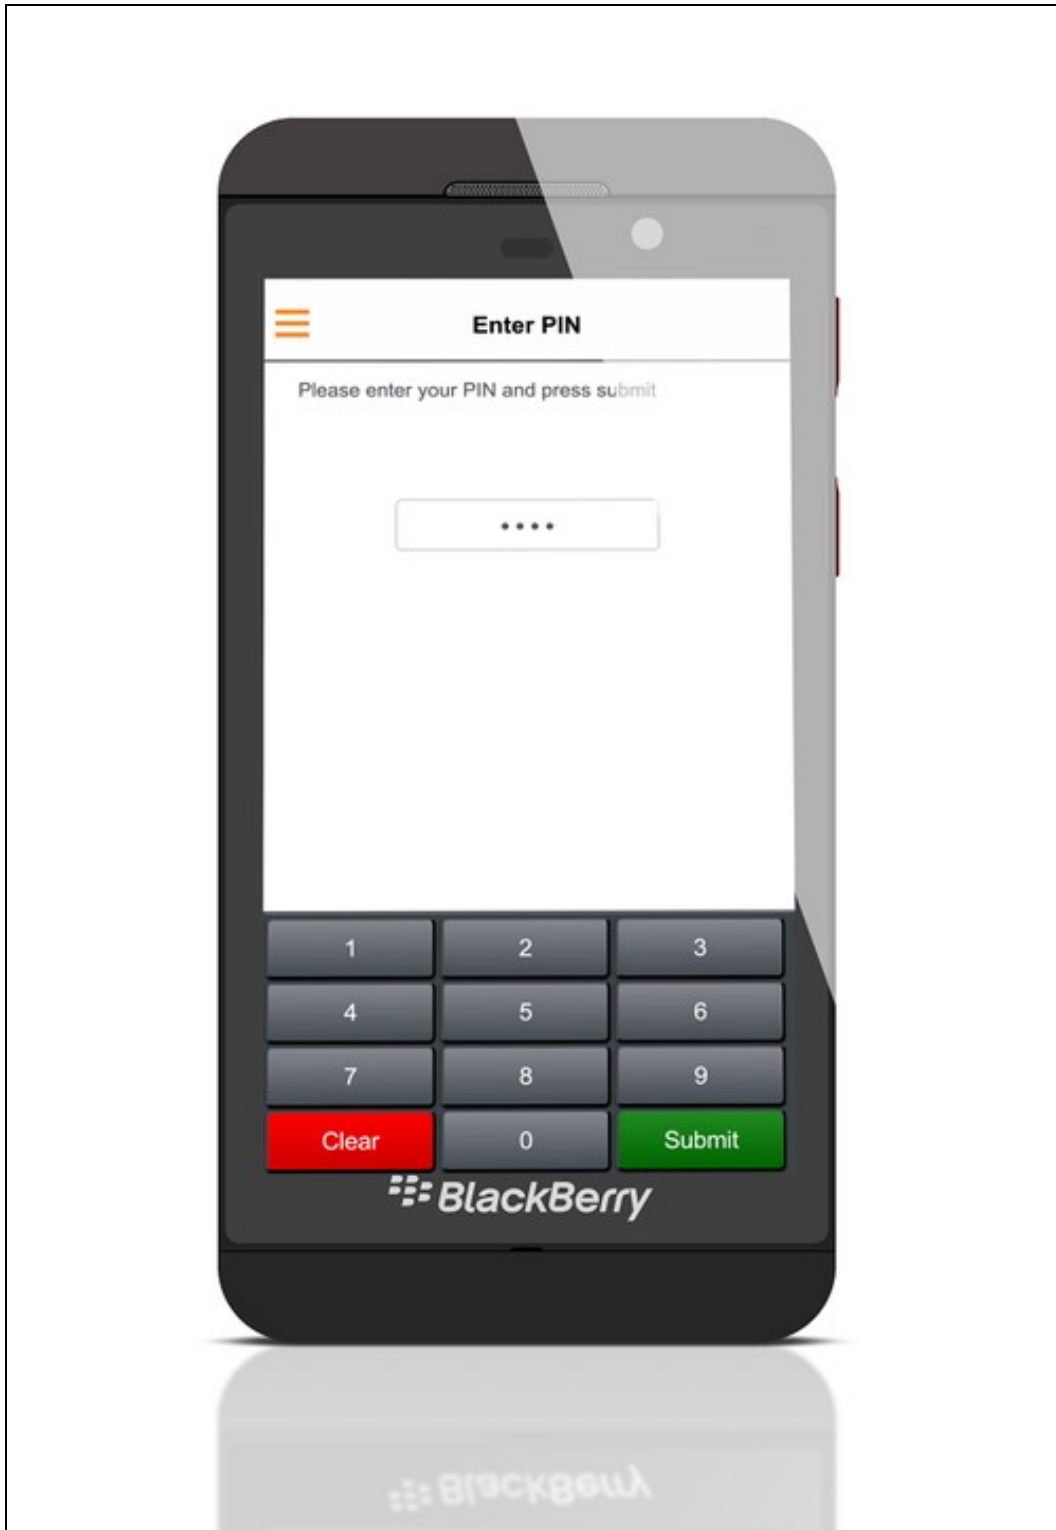 Enter PIN
Please enter your PIN and press submit
••••
1 2 3
4 5 6
7 8 9
Clear 0 Submit
BlackBerry
BlackBerry